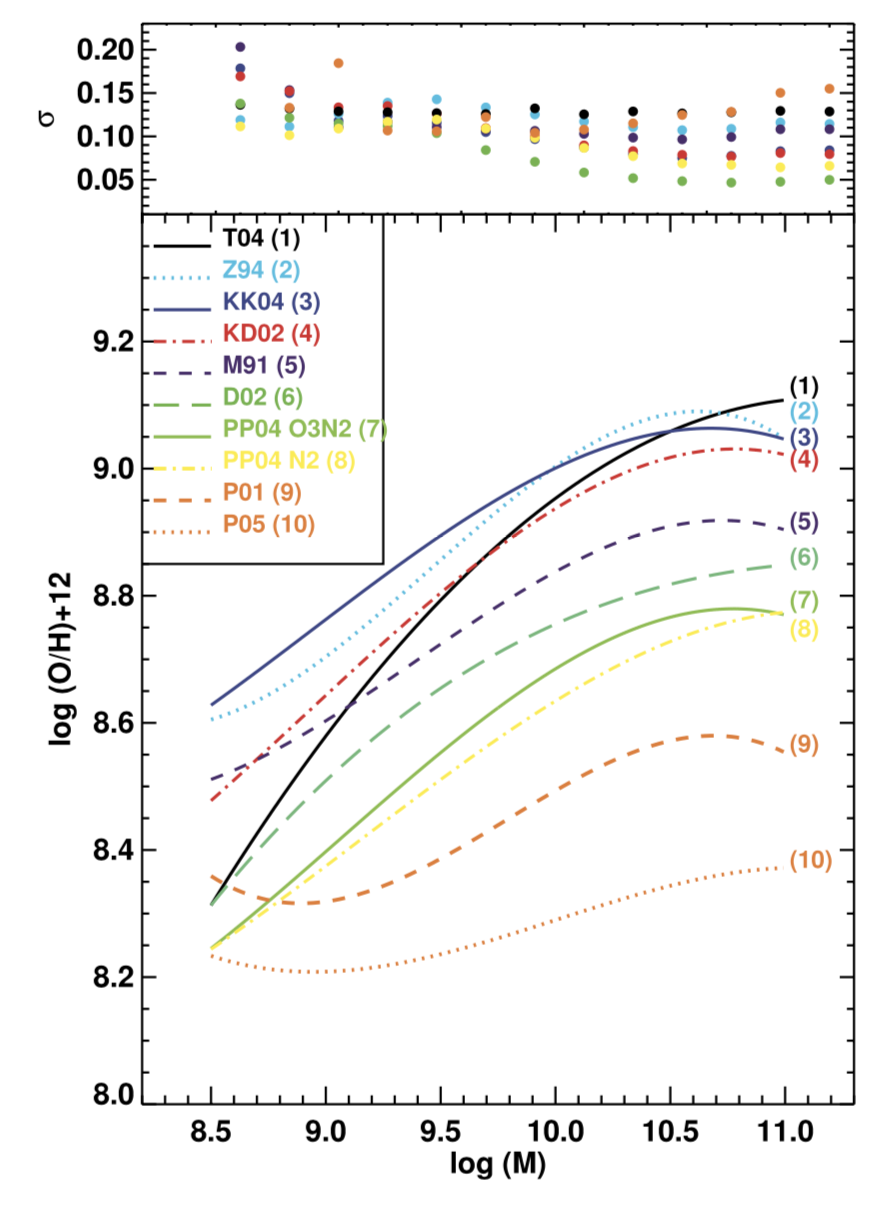 0.20
0.15
0.10
0.05
σ
T04 (1)
Z94 (2)
KK04 (3)
KD02 (4)
M91 (5)
D02 (6)
PP04 O3N2 (7)
PP04 N2 (8)
P01 (9)
P05 (10)
9.2
9.0
8.8
8.6
8.4
8.2
8.0
log (O/H)+12
(1)
(2)
(3)
(4)
(5)
(6)
(7)
(8)
(9)
(10)
8.5 9.0 9.5 10.0 10.5 11.0
log (M)